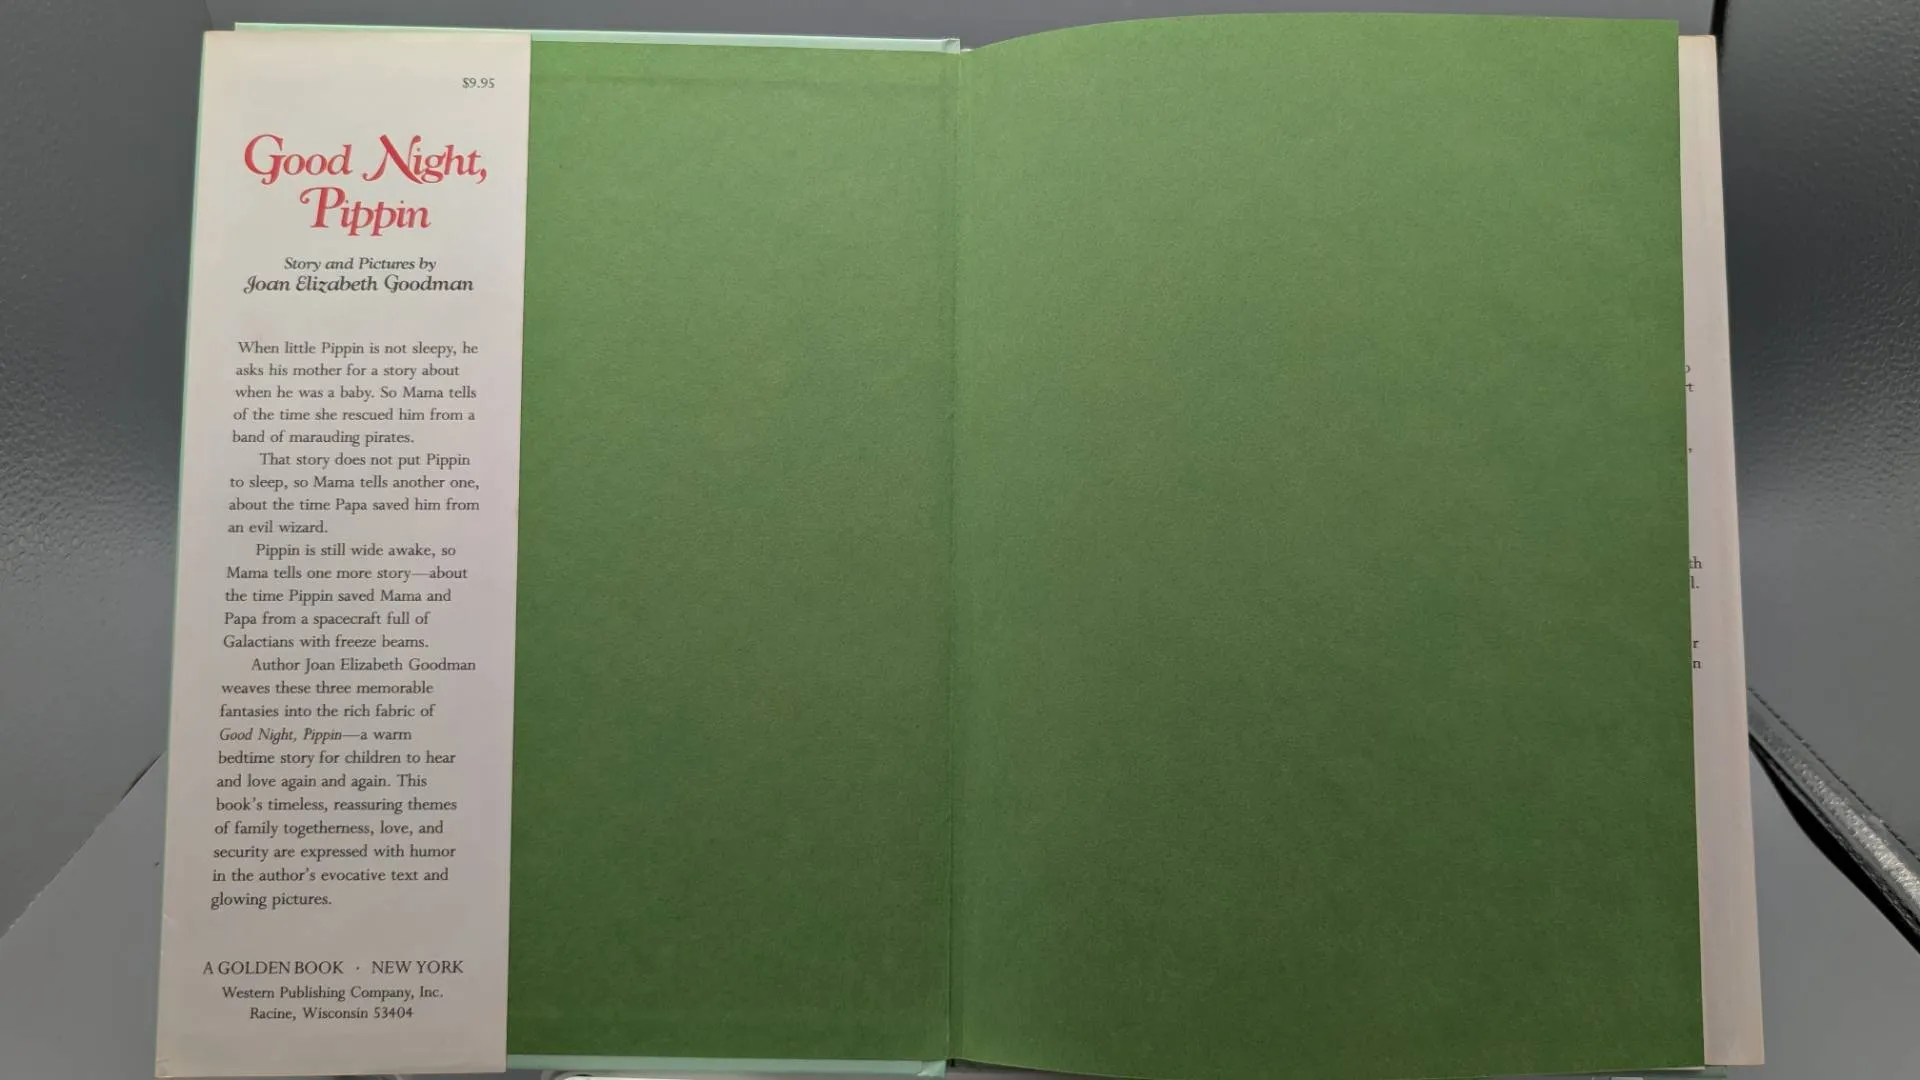 $9.95
Good Night,
Pippin
Story and Pictures by
Joan Elizabeth Goodman
When little Pippin is not sleepy, he
asks his mother for a story about
when he was a baby. So Mama tells
of the time she rescued him from a
band of marauding pirates.
That story does not put Pippin
to sleep, so Mama tells another one,
about the time Papa saved him from
an evil wizard.
Pippin is still wide awake, so
Mama tells one more story—about
the time Pippin saved Mama and
Papa from a spacecraft full of
Galactians with freeze beams.
Author Joan Elizabeth Goodman
weaves these three memorable
fantasies into the rich fabric of
Good Night, Pippin—a warm
bedtime story for children to hear
and love again and again. This
book's timeless, reassuring themes
of family togetherness, love, and
security are expressed with humor
in the author's evocative text and
glowing pictures.
A GOLDEN BOOK · NEW YORK
Western Publishing Company, Inc.
Racine, Wisconsin 53404